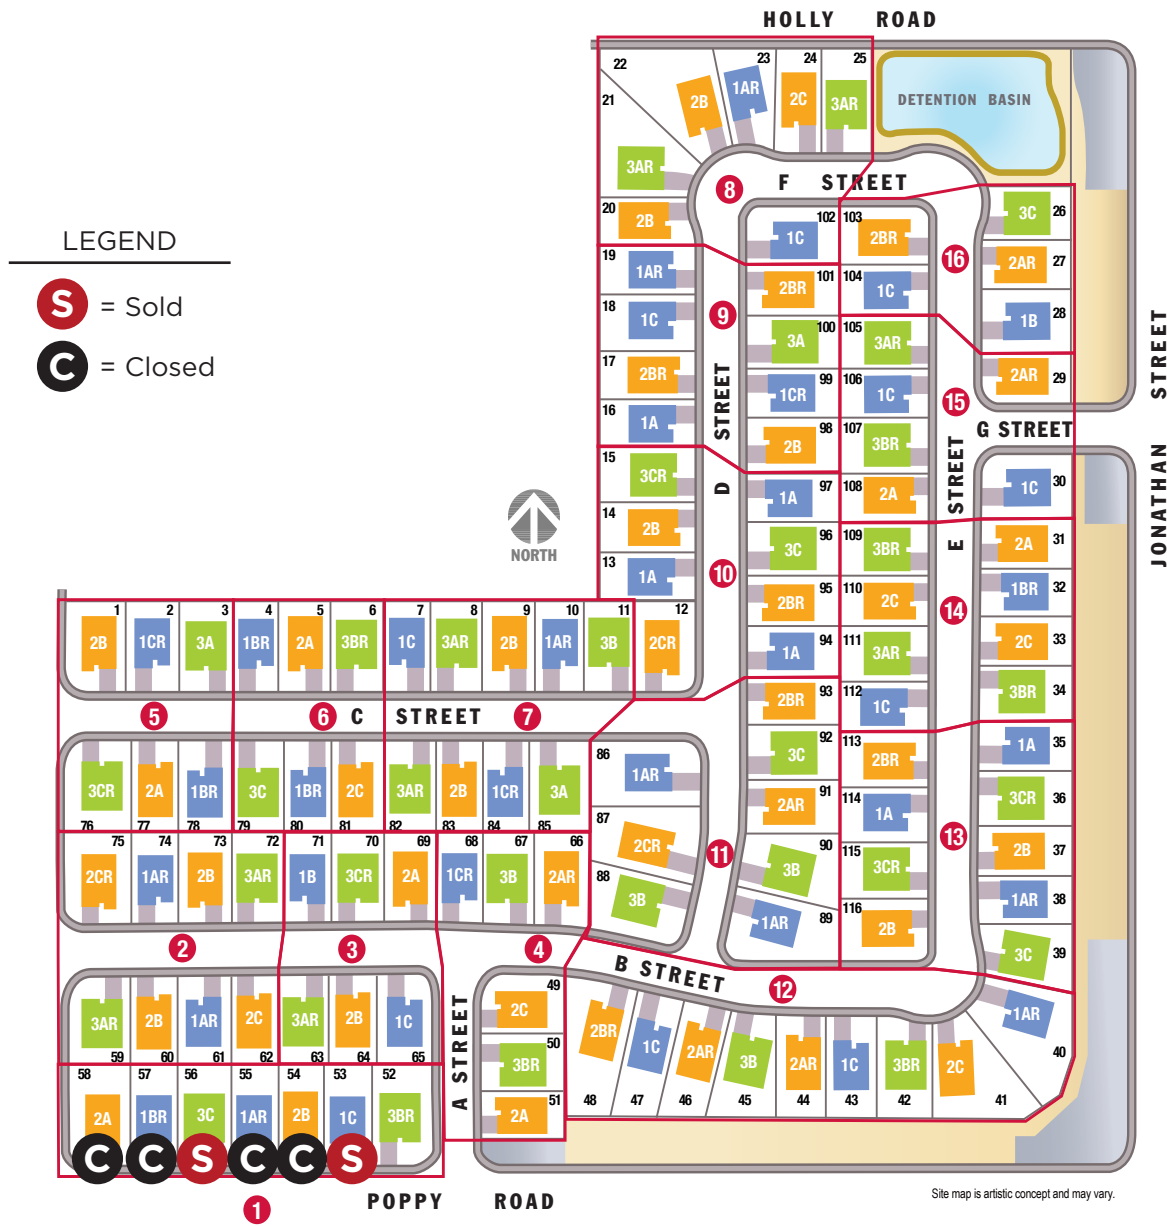 HOLLY ROAD
22
23
24
25
21
2B
1AR
2C
3AR
DETENTION BASIN
3AR
8
F STREET
20
2B
102
103
1C
2BR
3C
26
19
1AR
16
2AR
27
101
104
2BR
1C
18
1C
9
1B
28
100
105
3A
3AR
17
2BR
2AR
29
99
106
1CR
1C
15
16
1A
98
107
2B
3BR
G STREET
15
3CR
97
108
1A
2A
1C
30
D STREET
E STREET
JONATHAN STREET
14
2B
96
109
3C
3BR
2A
31
NORTH
13
1A
10
95
110
2BR
2C
14
1BR
32
1
2
3
4
5
6
7
8
9
10
11
12
2B
1CR
3A
1BR
2A
3BR
1C
3AR
2B
1AR
3B
2CR
94
111
1A
3AR
2C
33
93
112
2BR
1C
3BR
34
5
6
C STREET
7
92
113
3C
2BR
1A
35
86
1AR
3CR
2A
1BR
3C
1BR
2C
3AR
2B
1CR
3A
76
77
78
79
80
81
82
83
84
85
91
114
2AR
1A
3CR
36
87
2CR
11
90
115
3B
3CR
13
2B
37
75
74
73
72
71
70
69
68
67
66
2CR
1AR
2B
3AR
1B
3CR
2A
1CR
3B
2AR
88
3B
89
116
1AR
2B
1AR
38
2
3
4
3C
39
B STREET
12
3AR
2B
1AR
2C
3AR
2B
1C
59
60
61
62
63
64
65
A STREET
49
2C
50
3BR
51
2A
2BR
1C
2AR
3B
2AR
1C
3BR
2C
1AR
40
48
47
46
45
44
43
42
41
58
57
56
55
54
53
52
2A
1BR
3C
1AR
2B
1C
3BR
C
C
S
C
C
S
1
POPPY ROAD
LEGEND
S = Sold
C = Closed
Site map is artistic concept and may vary.